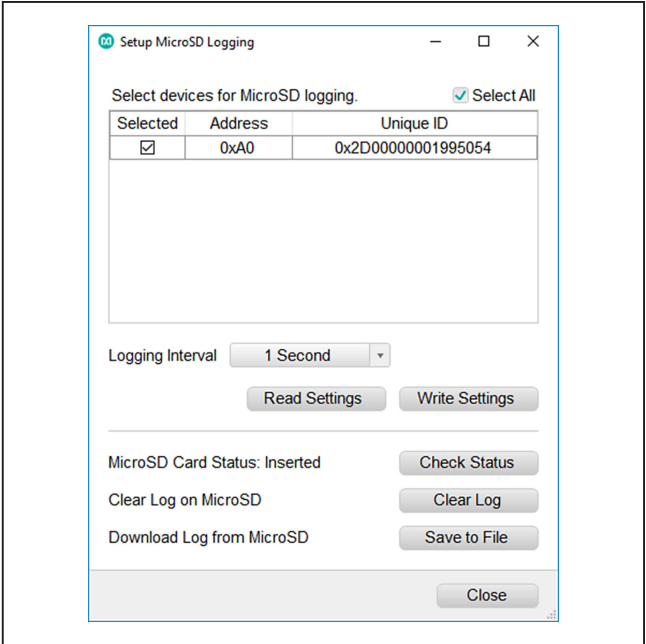 Setup MicroSD Logging
Select devices for MicroSD logging. Select All
Selected Address Unique ID
0xA0 0x2D00000001995054
Logging Interval 1 Second
Read Settings Write Settings
MicroSD Card Status: Inserted Check Status
Clear Log on MicroSD Clear Log
Download Log from MicroSD Save to File
Close